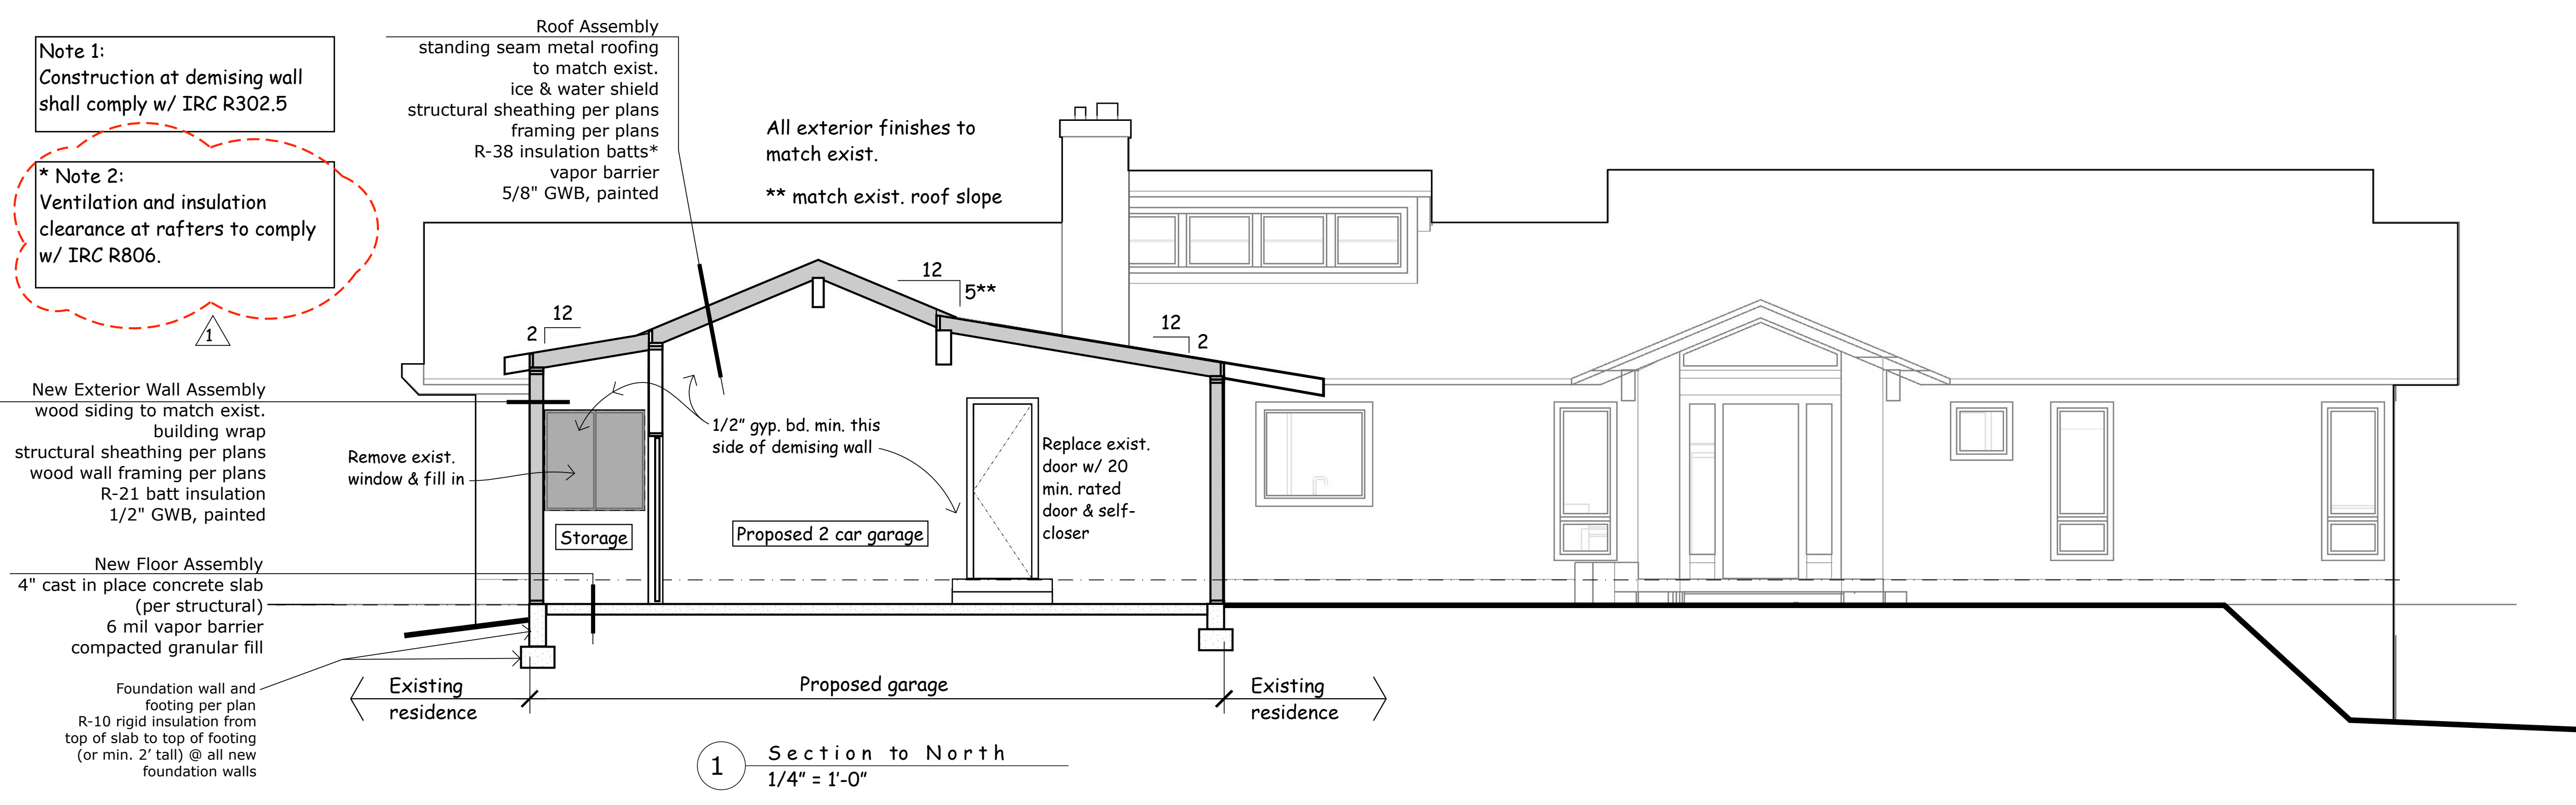 Note 1:
Construction at demising wall
shall comply w/ IRC R302.5
* Note 2:
Ventilation and insulation
clearance at rafters to comply
w/ IRC R806.
1
Roof Assembly
standing seam metal roofing
to match exist.
ice & water shield
structural sheathing per plans
framing per plans
R-38 insulation batts*
vapor barrier
5/8" GWB, painted
All exterior finishes to
match exist.
** match exist. roof slope
12
5**
12
2
12
2
New Exterior Wall Assembly
wood siding to match exist.
building wrap
structural sheathing per plans
wood wall framing per plans
R-21 batt insulation
1/2" GWB, painted
Remove exist.
window & fill in
1/2" gyp. bd. min. this
side of demising wall
Replace exist.
door w/ 20
min. rated
door & self-
closer
Storage
Proposed 2 car garage
New Floor Assembly
4" cast in place concrete slab
(per structural)
6 mil vapor barrier
compacted granular fill
Foundation wall and
footing per plan
R-10 rigid insulation from
top of slab to top of footing
(or min. 2' tall) @ all new
foundation walls
Existing
residence
Proposed garage
Existing
residence
1
Section to North
1/4" = 1'-0"